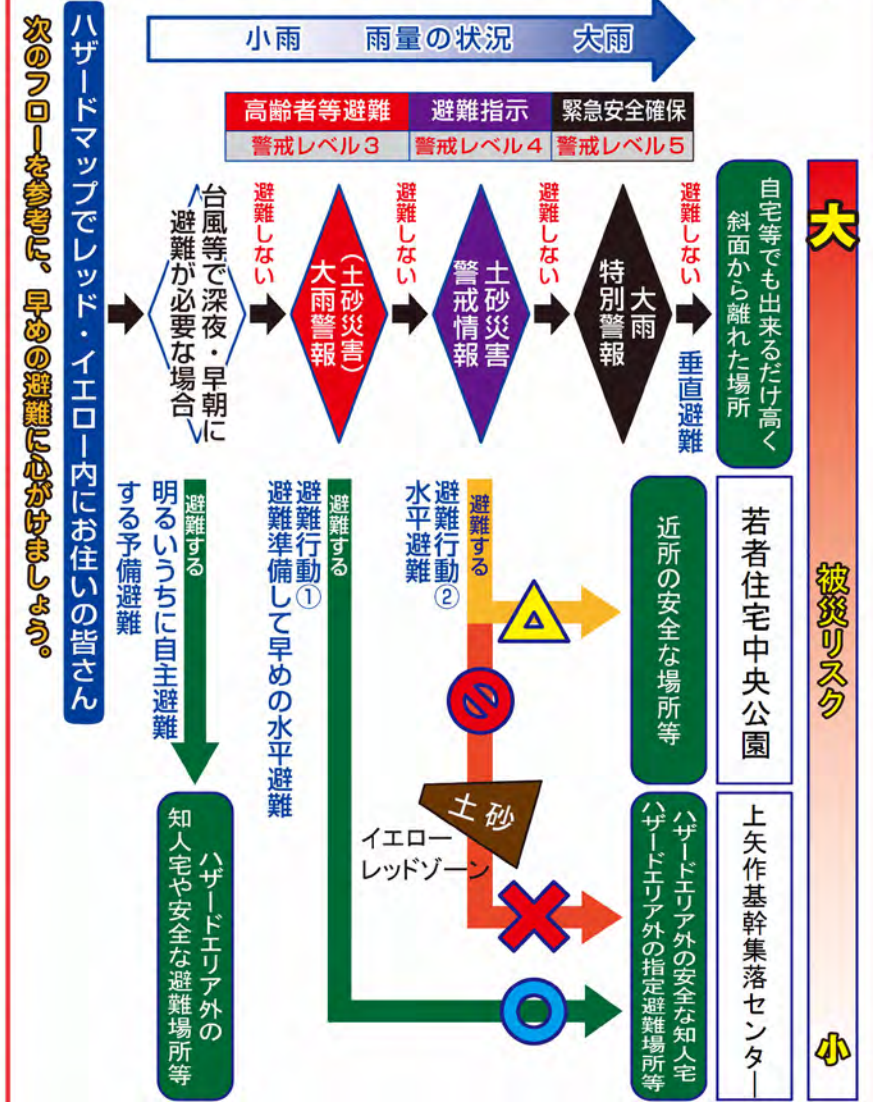 次のフローを参考に、早めの避難に心がけましょう。
ハザードマップでレッド・イエロー内にお住いの皆さん
小雨 雨量の状況 大雨
高齢者等避難 避難指示 緊急安全確保
警戒レベル3 警戒レベル4 警戒レベル5
台風等で深夜・早朝に
避難が必要な場合
避難しない
大雨警報
(土砂災害)
避難しない
土砂災害
警戒情報
避難しない
大雨
特別警報
避難しない
垂直避難
自宅等でも出来るだけ高く
斜面から離れた場所
避難する
明るいうちに自主避難
する予備避難
ハザードエリア外の
知人宅や安全な避難場所等
避難する
避難行動①
避難準備して早めの水平避難
避難する
避難行動②
水平避難
土砂
イエロー
レッドゾーン
近所の安全な場所等
若者住宅中央公園
ハザードエリア外の安全な知人宅
ハザードエリア外の指定避難場所等
上矢作基幹集落センター
大
被災リスク
小